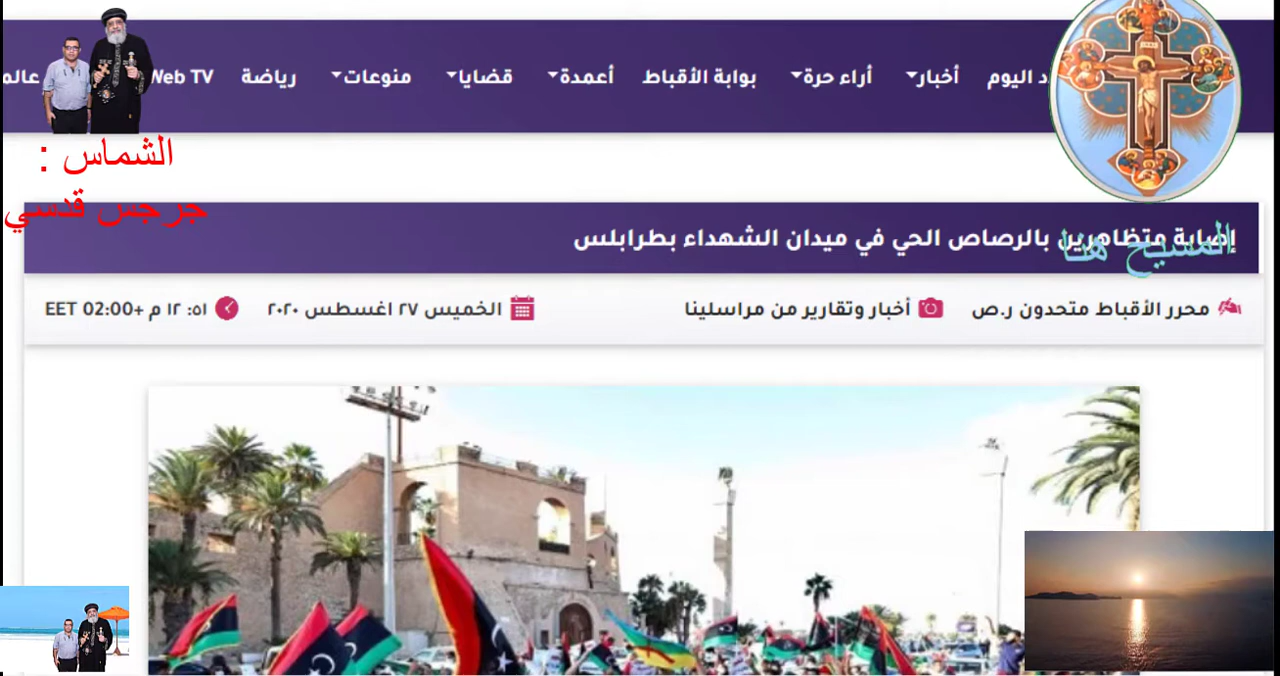 د اليوم أخبار أراء حرة بوابة الأقباط أعمدة قضايا منوعات رياضة Web TV عالم
الشماس :
جرجس قدسي
إصابة متظاهرين بالرصاص الحي في ميدان الشهداء بطرابلس
المسيح هنا
محرر الأقباط متحدون ر.ص أخبار وتقارير من مراسلينا الخميس ٢٧ اغسطس ٢٠٢٠ ٥١: ١٢ م +02:00 EET